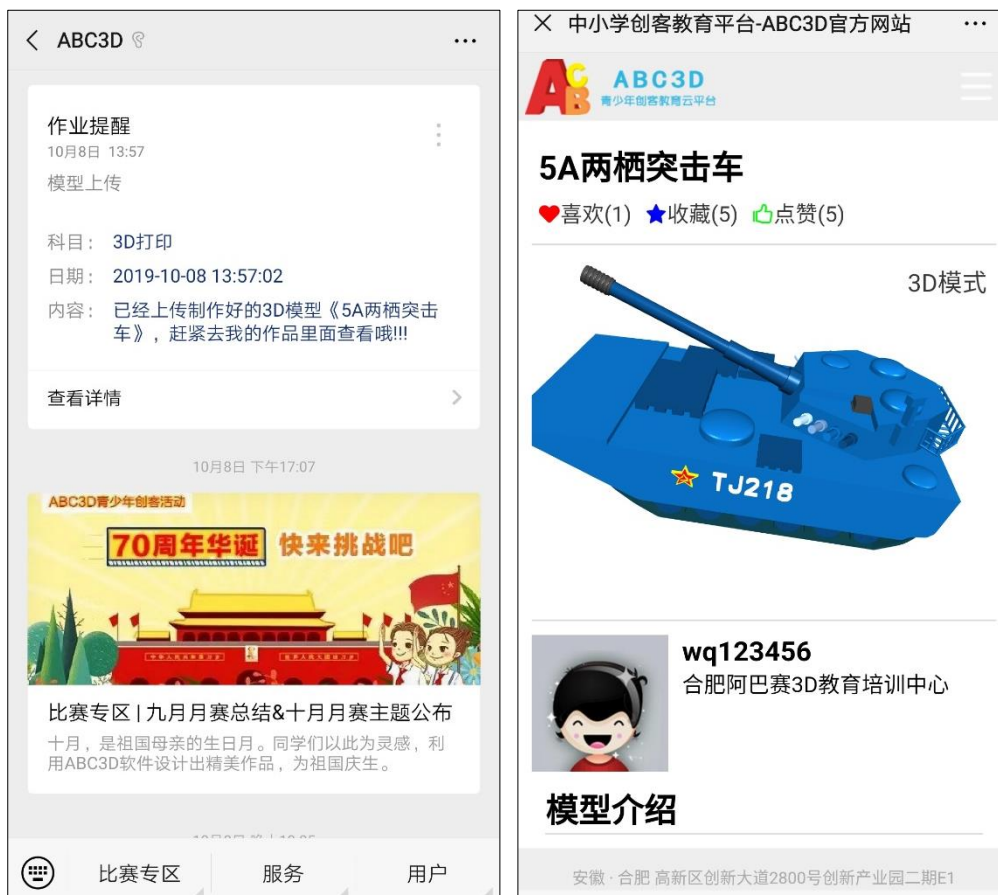 ABC3D
作业提醒
10月8日 13:57
模型上传
科目： 3D打印
日期： 2019-10-08 13:57:02
内容： 已经上传制作好的3D模型《5A两栖突击
车》，赶紧去我的作品里面查看哦!!!
查看详情
10月8日 下午17:07
ABC3D青少年创客活动
70周年华诞 快来挑战吧
比赛专区 | 九月月赛总结&十月月赛主题公布
十月，是祖国母亲的生日月。同学们以此为灵感，利
用ABC3D软件设计出精美作品，为祖国庆生。
比赛专区
服务
用户
中小学创客教育平台-ABC3D官方网站
ACB
ABC3D
青少年创客教育云平台
5A两栖突击车
喜欢(1) 收藏(5) 点赞(5)
3D模式
TJ218
wq123456
合肥阿巴赛3D教育培训中心
模型介绍
安徽 · 合肥 高新区创新大道2800号创新产业园二期E1